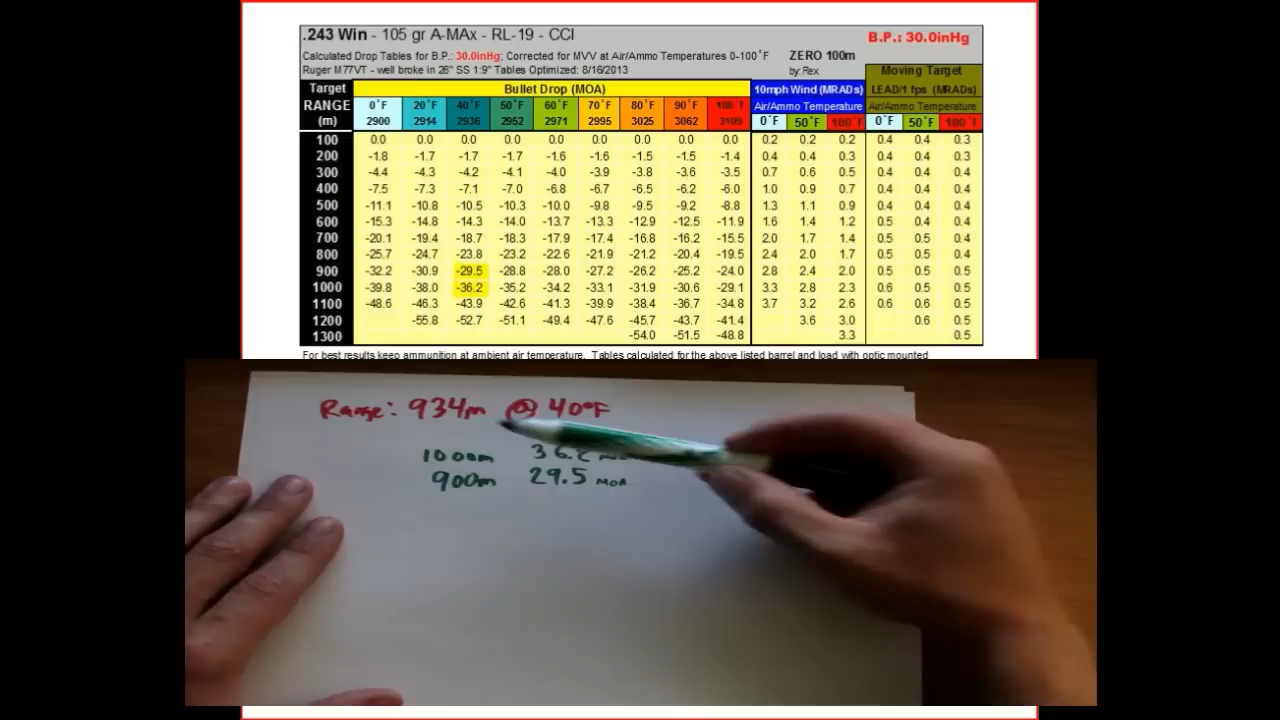 .243 Win - 105 gr A-MAx - RL-19 - CCI B.P.: 30.0inHg
Calculated Drop Tables for B.P.: 30.0inHg; Corrected for MVV at Air/Ammo Temperatures 0-100°F ZERO 100m
Ruger M77VT - well broke in 26" SS 1:9" Tables Optimized: 8/16/2013 by: Rex Moving Target
Target Bullet Drop (MOA) 10mph Wind (MRADs) LEAD/1 fps (MRADs)
RANGE 0°F 20°F 40°F 50°F 60°F 70°F 80°F 90°F 100°F Air/Ammo Temperature Air/Ammo Temperature
(m) 2900 2914 2936 2952 2971 2995 3025 3062 3109 0°F 50°F 100°F 0°F 50°F 100°F
100 0.0 0.0 0.0 0.0 0.0 0.0 0.0 0.0 0.0 0.2 0.2 0.2 0.4 0.4 0.3
200 -1.8 -1.7 -1.7 -1.7 -1.6 -1.6 -1.5 -1.5 -1.4 0.4 0.4 0.3 0.4 0.4 0.3
300 -4.4 -4.3 -4.2 -4.1 -4.0 -3.9 -3.8 -3.6 -3.5 0.7 0.6 0.5 0.4 0.4 0.4
400 -7.5 -7.3 -7.1 -7.0 -6.8 -6.7 -6.5 -6.2 -6.0 1.0 0.9 0.7 0.4 0.4 0.4
500 -11.1 -10.8 -10.5 -10.3 -10.0 -9.8 -9.5 -9.2 -8.8 1.3 1.1 0.9 0.5 0.4 0.4
600 -15.3 -14.8 -14.3 -14.0 -13.7 -13.3 -12.9 -12.5 -11.9 1.6 1.4 1.2 0.5 0.5 0.4
700 -20.1 -19.4 -18.7 -18.3 -17.9 -17.4 -16.8 -16.2 -15.5 2.0 1.7 1.4 0.5 0.5 0.4
800 -25.7 -24.7 -23.8 -23.2 -22.6 -21.9 -21.2 -20.4 -19.5 2.4 2.0 1.7 0.5 0.5 0.4
900 -32.2 -30.9 -29.5 -28.8 -28.0 -27.2 -26.2 -25.2 -24.0 2.8 2.4 2.0 0.5 0.5 0.5
1000 -39.8 -38.0 -36.2 -35.2 -34.2 -33.1 -31.9 -30.6 -29.1 3.3 2.8 2.3 0.6 0.5 0.5
1100 -48.6 -46.3 -43.9 -42.6 -41.3 -39.9 -38.4 -36.7 -34.8 3.7 3.2 2.6 0.6 0.6 0.5
1200 -55.8 -52.7 -51.1 -49.4 -47.6 -45.7 -43.7 -41.4 3.6 3.0 0.6 0.5
1300 -54.0 -51.5 -48.8 3.3 0.5
For best results keep ammunition at ambient air temperature. Tables calculated for the above listed barrel and load with optic mounted
Range: 934m @ 40°F
1000m 36.2
900m 29.5 MOA